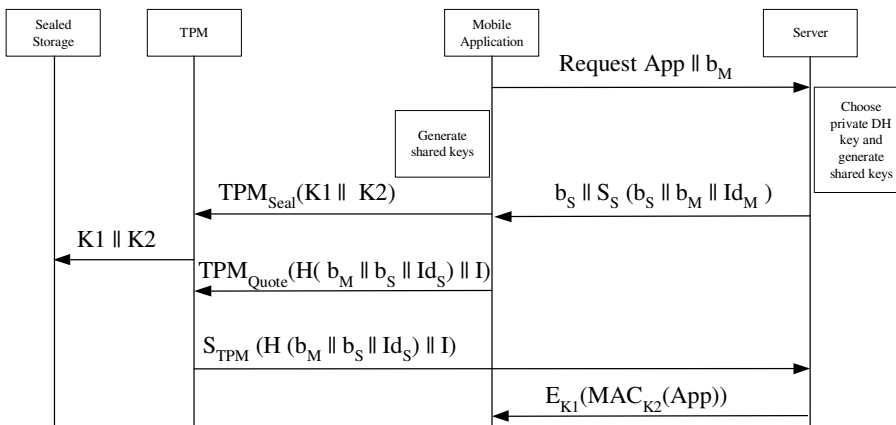 Sealed
Storage
TPM
Mobile
Application
Server
Request App || b_M
Choose
private DH
key and
generate
shared keys
Generate
shared keys
TPM_Seal(K1 || K2)
b_S || S_S (b_S || b_M || Id_M )
K1 || K2
TPM_Quote(H( b_M || b_S || Id_S) || I)
S_TPM (H (b_M || b_S || Id_S) || I)
E_K1(MAC_K2(App))